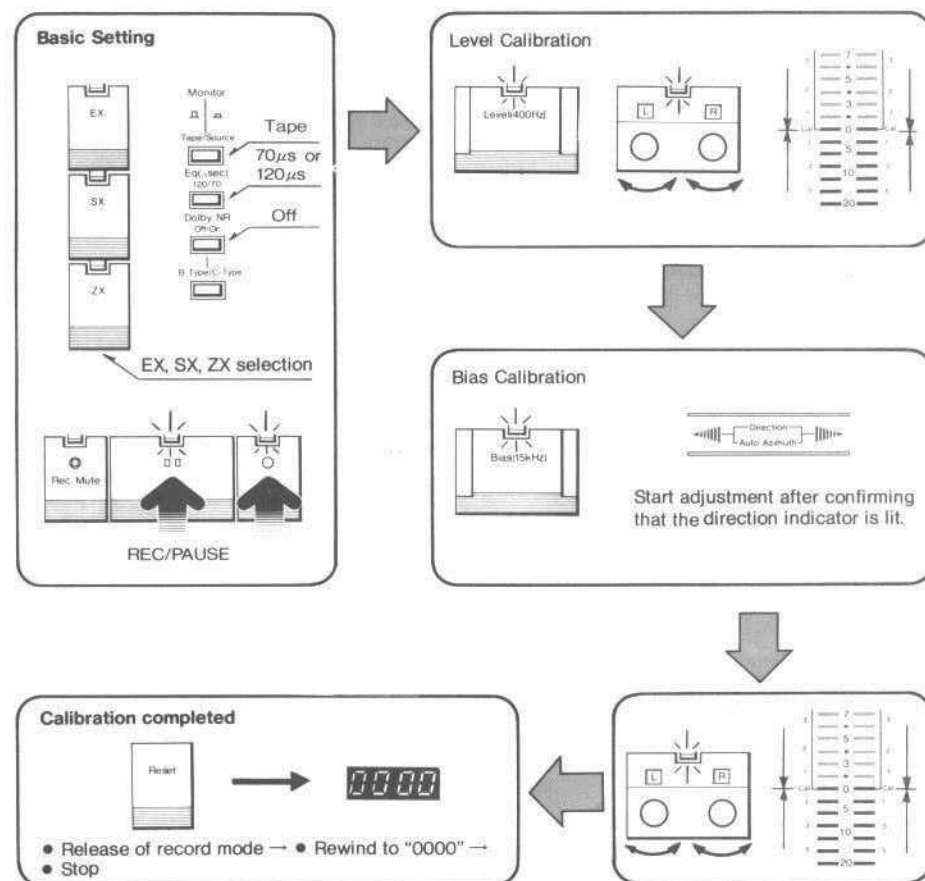 Basic Setting
EX
SX
ZX
Monitor
Tape/Source
Eq(μsec)
120/70
Dolby NR
Off/On
B-Type/C-Type
Tape
70μs or
120μs
Off
EX, SX, ZX selection
Rec Mute
REC/PAUSE
Level Calibration
Level(400Hz)
L
R
7
5
3
Cal
0
Cal
5
10
20
Bias Calibration
Bias(15kHz)
Direction
Auto Azimuth
Start adjustment after confirming
that the direction indicator is lit.
L
R
7
5
3
Cal
0
Cal
5
10
20
Calibration completed
Reset
0000
● Release of record mode → ● Rewind to "0000" →
● Stop